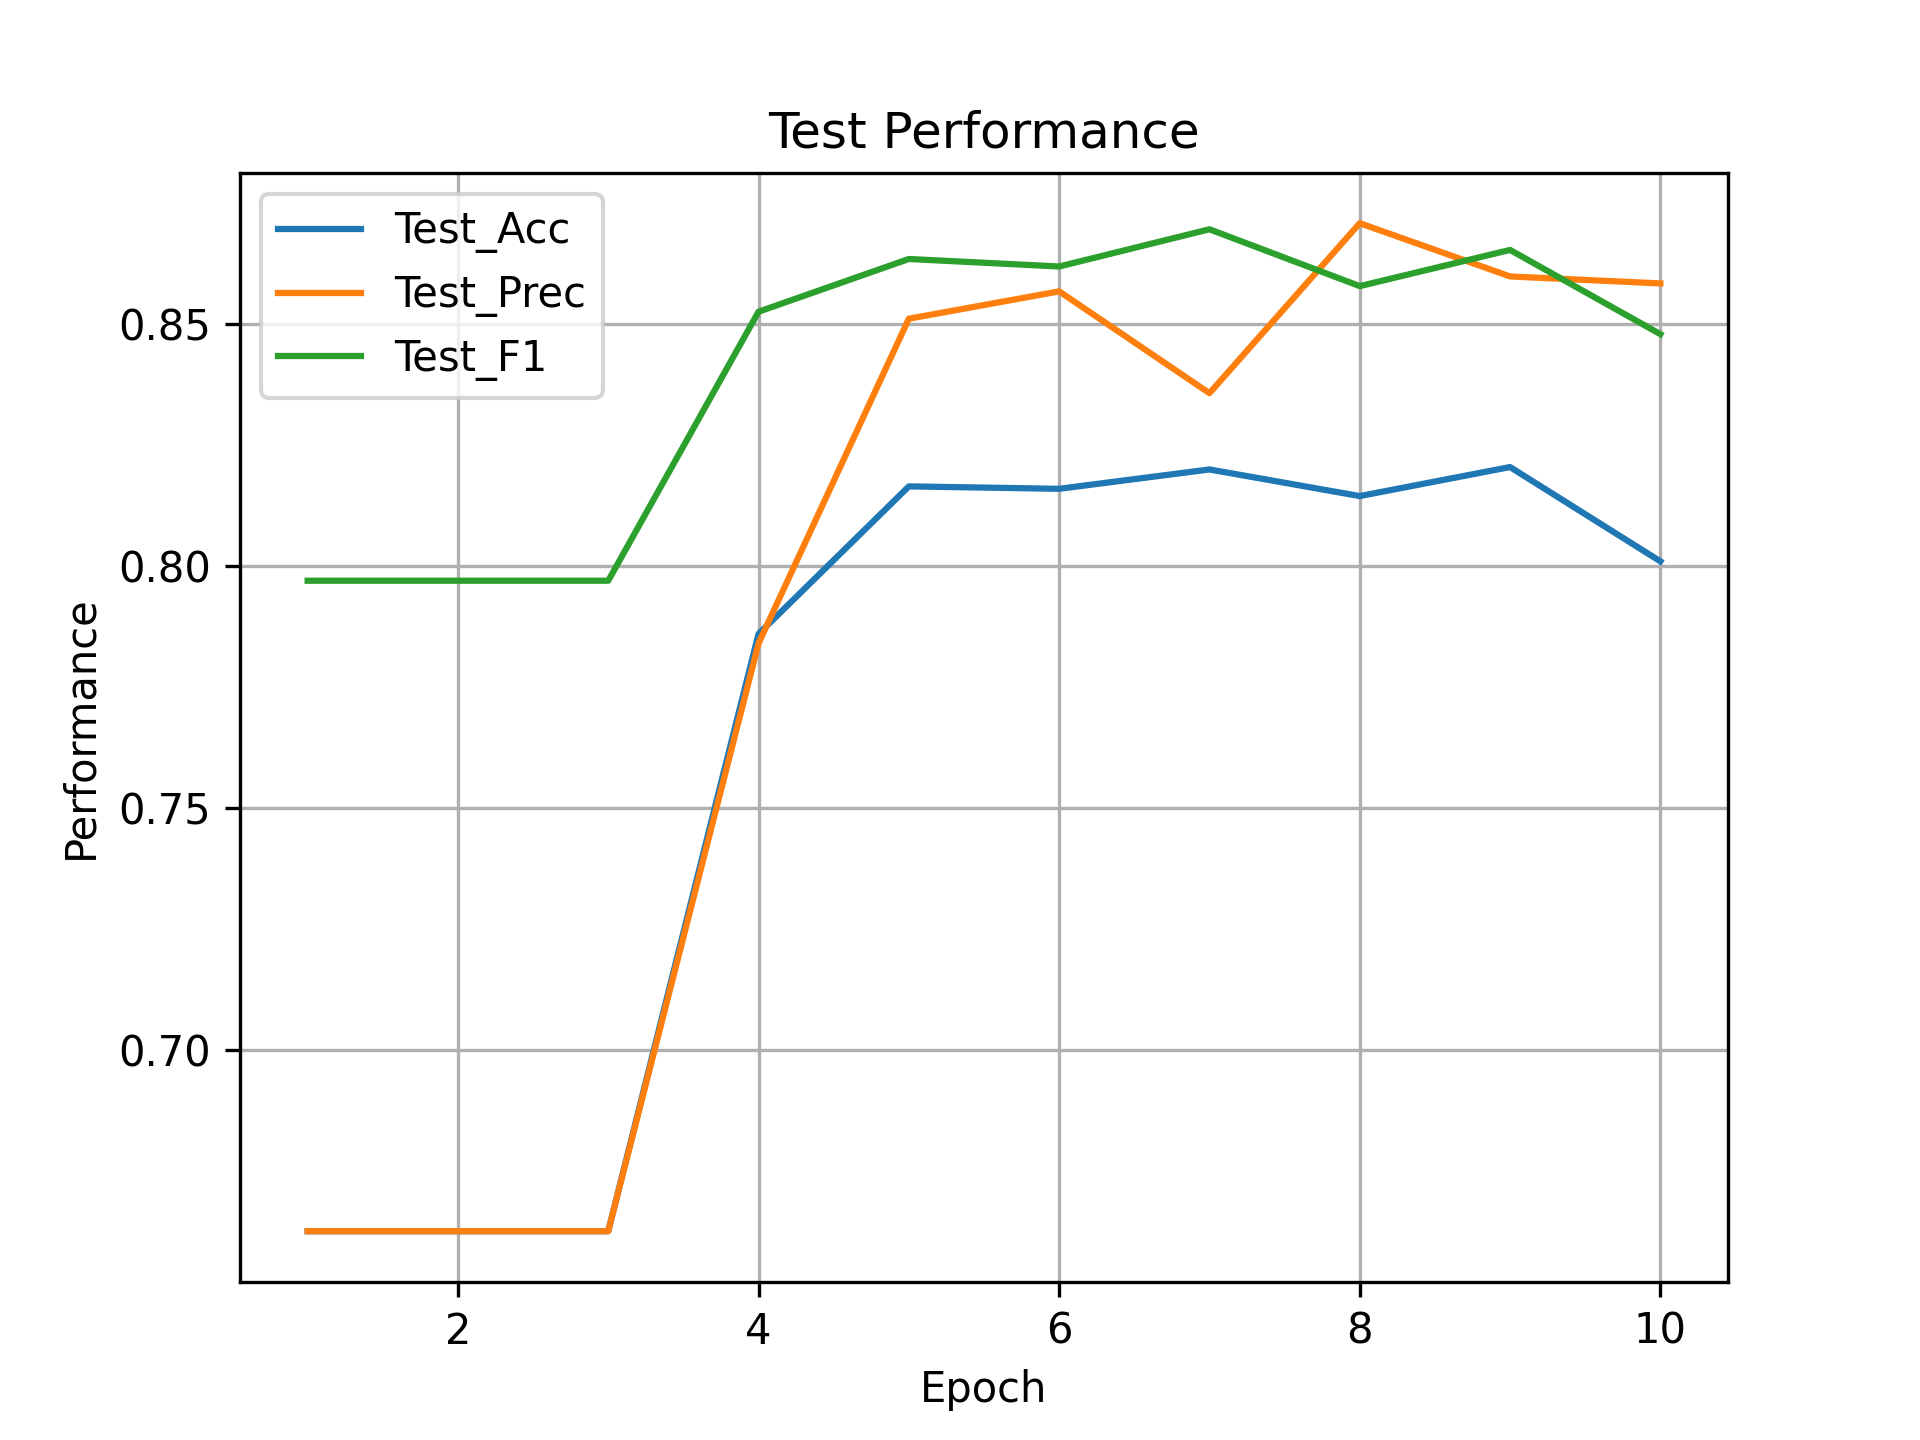 Test Performance
Test_Acc
Test_Prec
Test_F1
0.85
0.80
0.75
0.70
Performance
2 4 6 8 10
Epoch